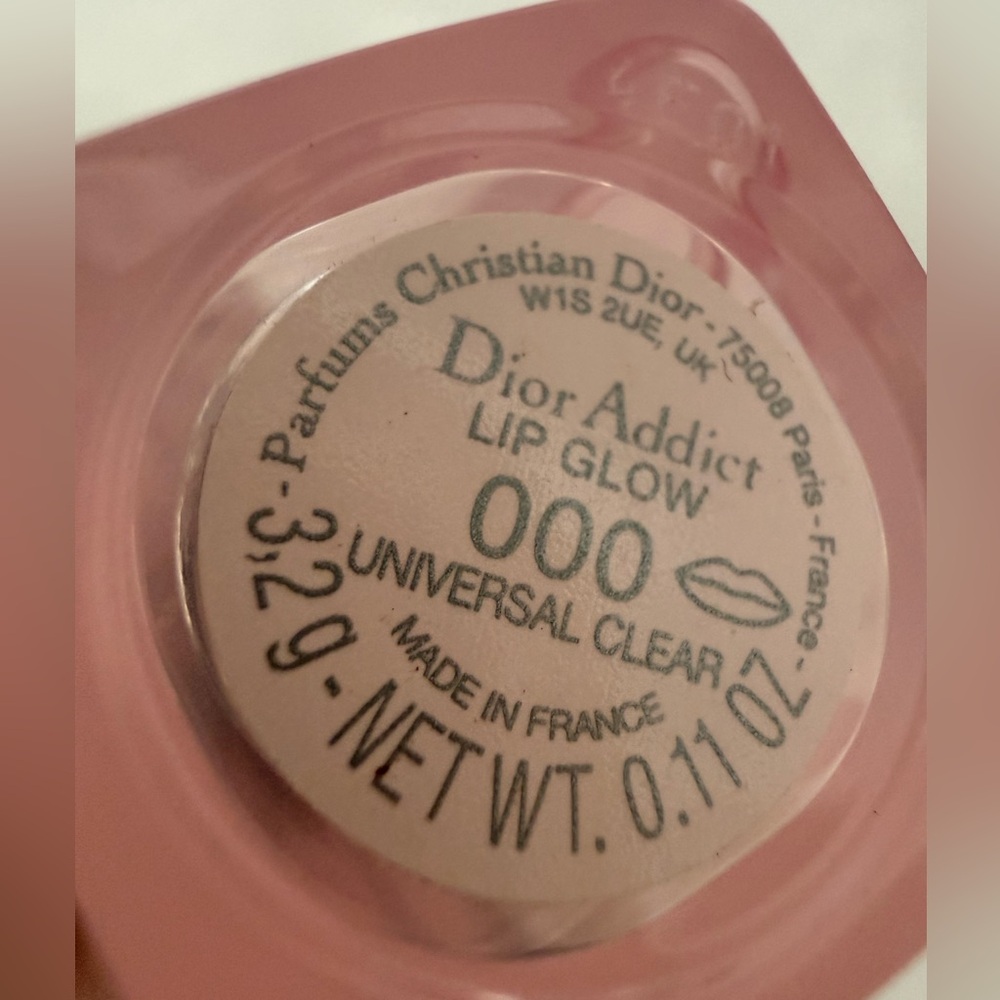 - Parfums Christian Dior - 75008 Paris - France -
W1S 2UE, UK
Dior Addict
LIP GLOW
000
UNIVERSAL CLEAR
MADE IN FRANCE
3,2g - NET WT. 0.11 OZ